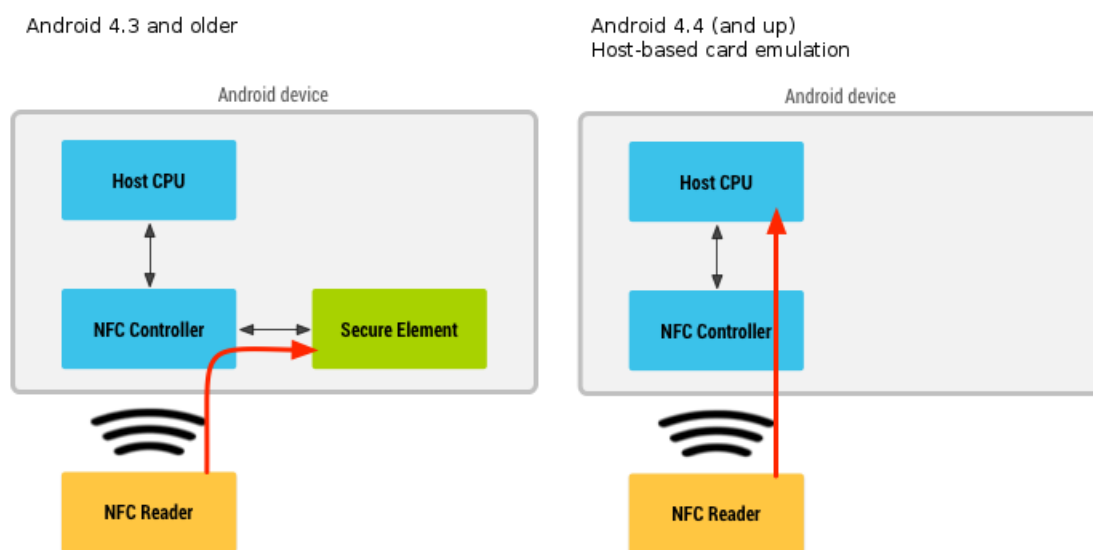 Android 4.3 and older
Android device
Host CPU
NFC Controller
Secure Element
NFC Reader
Android 4.4 (and up)
Host-based card emulation
Android device
Host CPU
NFC Controller
NFC Reader